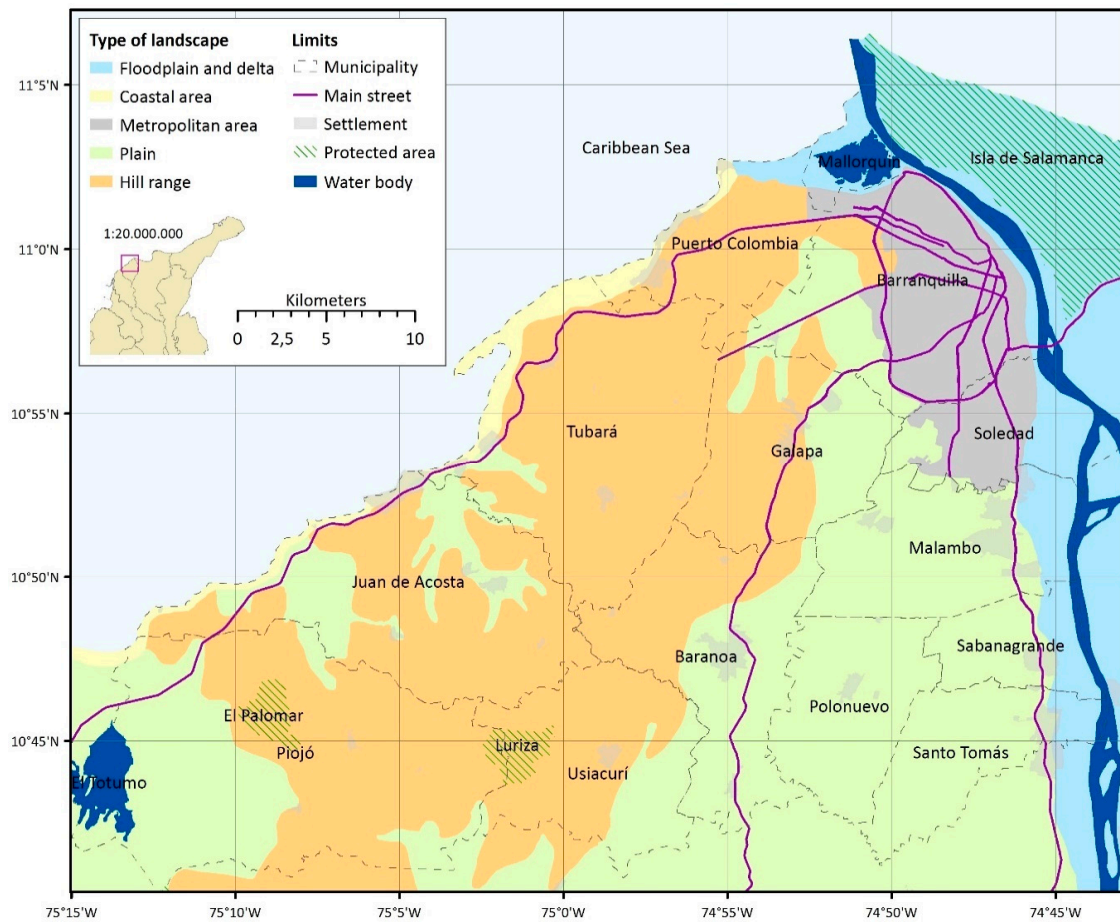 Type of landscape
Floodplain and delta
Coastal area
Metropolitan area
Plain
Hill range
Limits
Municipality
Main street
Settlement
Protected area
Water body
1:20.000.000
Kilometers
0 2,5 5 10
11°5'N
11°0'N
10°55'N
10°50'N
10°45'N
Caribbean Sea
Mallorquin
Isla de Salamanca
Puerto Colombia
Barranquilla
Tubará
Galapa
Soledad
Malambo
Juan de Acosta
Sabanagrande
Baranoa
Polonuevo
El Palomar
Piojó
Luriza
Usiacurí
Santo Tomás
El Totumo
75°15'W 75°10'W 75°5'W 75°0'W 74°55'W 74°50'W 74°45'W